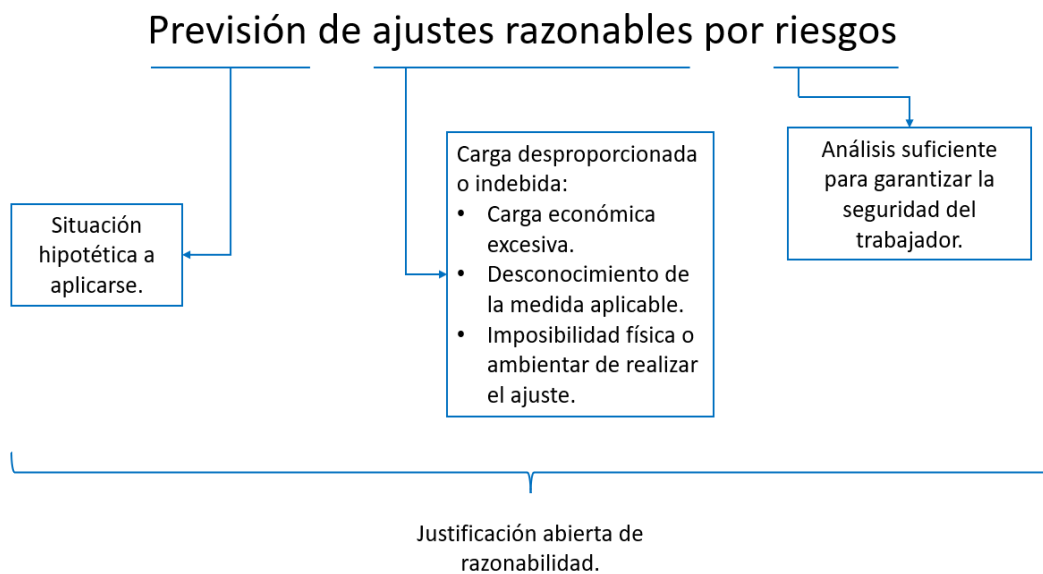 Previsión de ajustes razonables por riesgos
Situación
hipotética a
aplicarse.
Carga desproporcionada
o indebida:
• Carga económica
excesiva.
• Desconocimiento de
la medida aplicable.
• Imposibilidad física o
ambientar de realizar
el ajuste.
Análisis suficiente
para garantizar la
seguridad del
trabajador.
Justificación abierta de
razonabilidad.